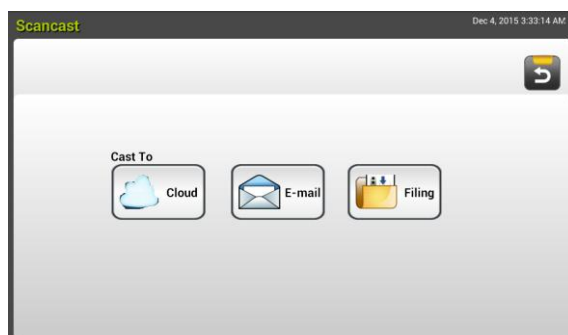 Scancast
Dec 4, 2015 3:33:14 AM
Cast To
Cloud
E-mail
Filing